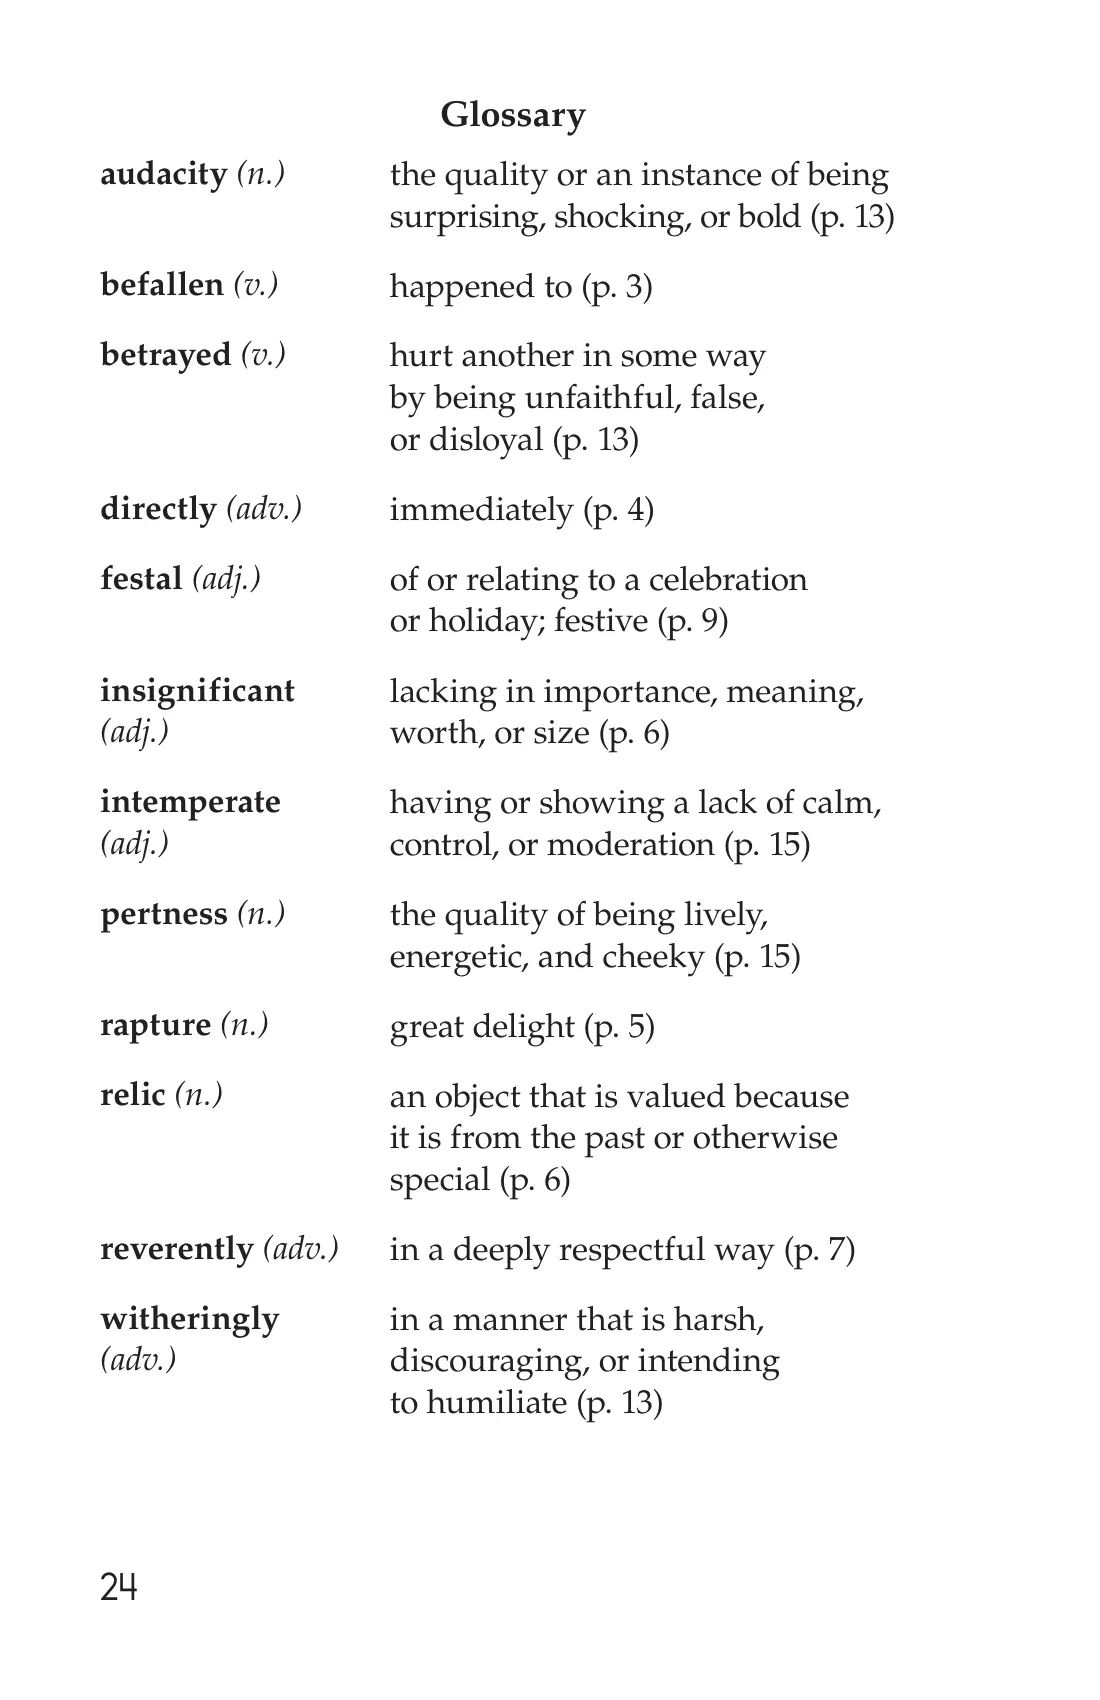 Glossary
audacity (n.) the quality or an instance of being
surprising, shocking, or bold (p. 13)
befallen (v.) happened to (p. 3)
betrayed (v.) hurt another in some way
by being unfaithful, false,
or disloyal (p. 13)
directly (adv.) immediately (p. 4)
festal (adj.) of or relating to a celebration
or holiday; festive (p. 9)
insignificant lacking in importance, meaning,
(adj.) worth, or size (p. 6)
intemperate having or showing a lack of calm,
(adj.) control, or moderation (p. 15)
pertness (n.) the quality of being lively,
energetic, and cheeky (p. 15)
rapture (n.) great delight (p. 5)
relic (n.) an object that is valued because
it is from the past or otherwise
special (p. 6)
reverently (adv.) in a deeply respectful way (p. 7)
witheringly in a manner that is harsh,
(adv.) discouraging, or intending
to humiliate (p. 13)
24